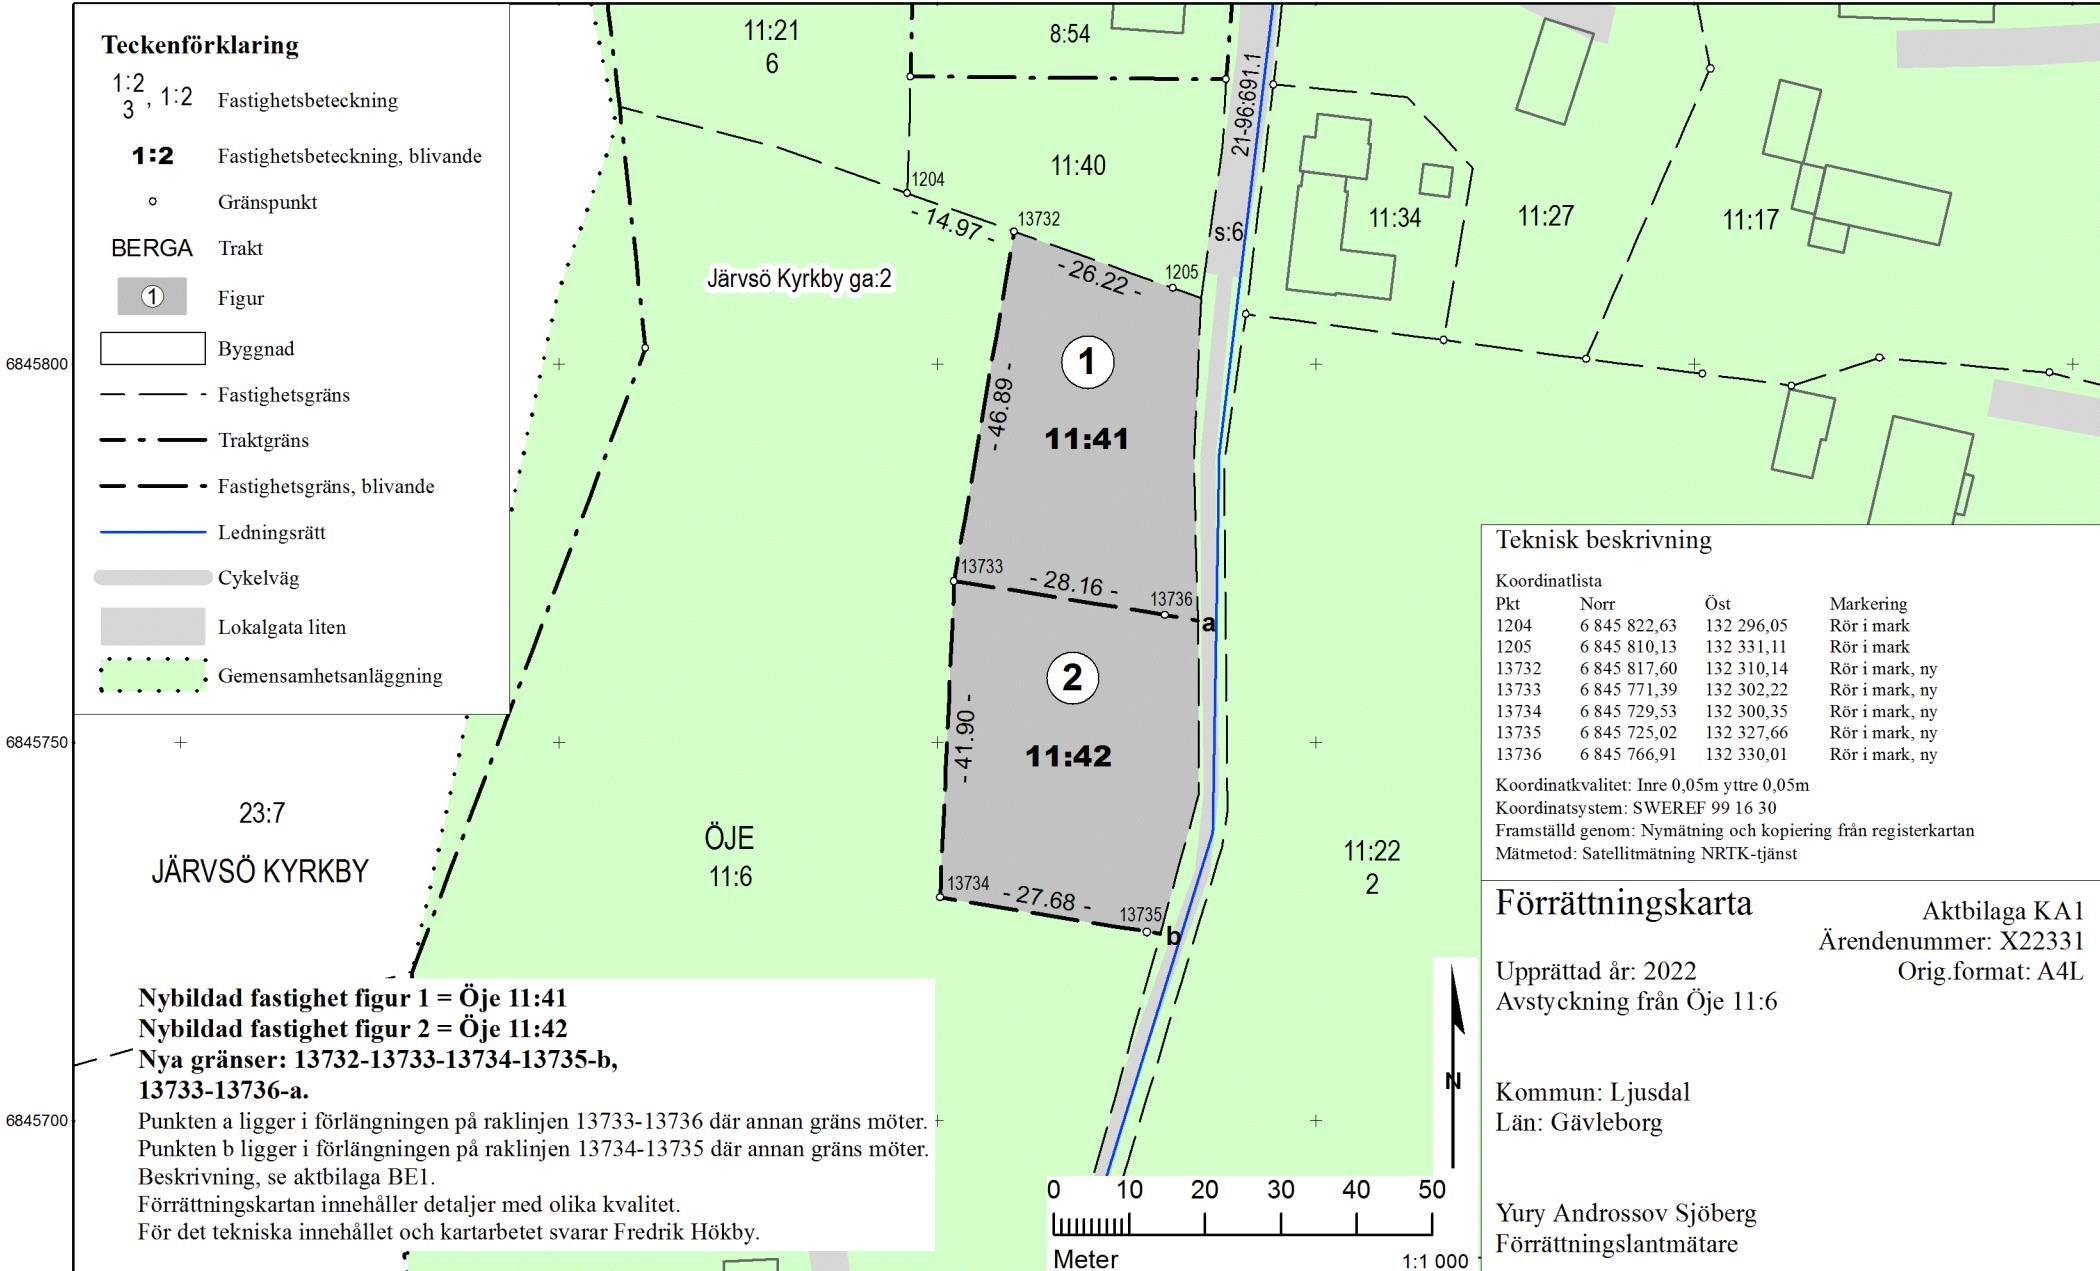 Teckenförklaring
1:2
3 , 1:2 Fastighetsbeteckning
1:2 Fastighetsbeteckning, blivande
Gränspunkt
BERGA Trakt
1 Figur
Byggnad
Fastighetsgräns
Traktgräns
Fastighetsgräns, blivande
Ledningsrätt
Cykelväg
Lokalgata liten
Gemensamhetsanläggning
11:21
6
8:54
21-96:691.1
11:40
1204
- 14.97 -
13732
s:6
11:34
11:27
11:17
Järvsö Kyrkby ga:2
- 26.22 -
1205
6845800
1
- 46.89 -
11:41
13733
- 28.16 -
13736
a
2
6845750
- 41.90 -
11:42
23:7
JÄRVSÖ KYRKBY
ÖJE
11:6
11:22
2
13734
- 27.68 -
13735
b
6845700
Teknisk beskrivning
Koordinatlista
Pkt Norr Öst Markering
1204 6 845 822,63 132 296,05 Rör i mark
1205 6 845 810,13 132 331,11 Rör i mark
13732 6 845 817,60 132 310,14 Rör i mark, ny
13733 6 845 771,39 132 302,22 Rör i mark, ny
13734 6 845 729,53 132 300,35 Rör i mark, ny
13735 6 845 725,02 132 327,66 Rör i mark, ny
13736 6 845 766,91 132 330,01 Rör i mark, ny
Koordinatkvalitet: Inre 0,05m yttre 0,05m
Koordinatsystem: SWEREF 99 16 30
Framställd genom: Nymätning och kopiering från registerkartan
Mätmetod: Satellitmätning NRTK-tjänst
Förrättningskarta
Aktbilaga KA1
Ärendenummer: X22331
Orig.format: A4L
Upprättad år: 2022
Avstyckning från Öje 11:6
Kommun: Ljusdal
Län: Gävleborg
Yury Androssov Sjöberg
Förrättningslantmätare
Nybildad fastighet figur 1 = Öje 11:41
Nybildad fastighet figur 2 = Öje 11:42
Nya gränser: 13732-13733-13734-13735-b,
13733-13736-a.
Punkten a ligger i förlängningen på raklinjen 13733-13736 där annan gräns möter.
Punkten b ligger i förlängningen på raklinjen 13734-13735 där annan gräns möter.
Beskrivning, se aktbilaga BE1.
Förrättningskartan innehåller detaljer med olika kvalitet.
För det tekniska innehållet och kartarbetet svarar Fredrik Hökby.
N
0 10 20 30 40 50
Meter 1:1 000